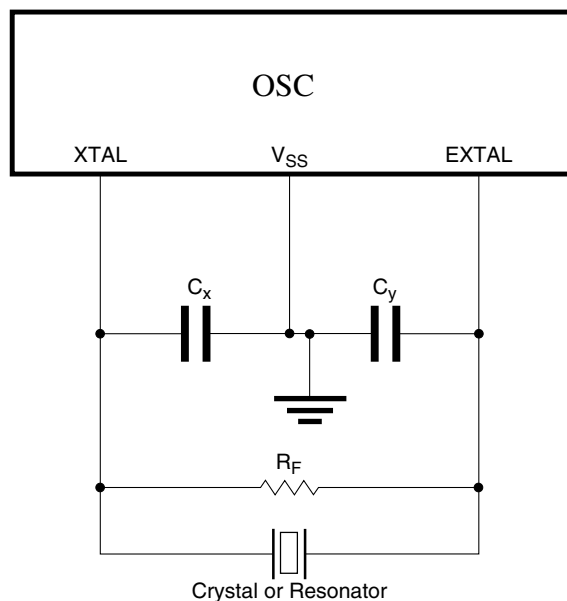 OSC
XTAL
VSS
EXTAL
Cx
Cy
RF
Crystal or Resonator